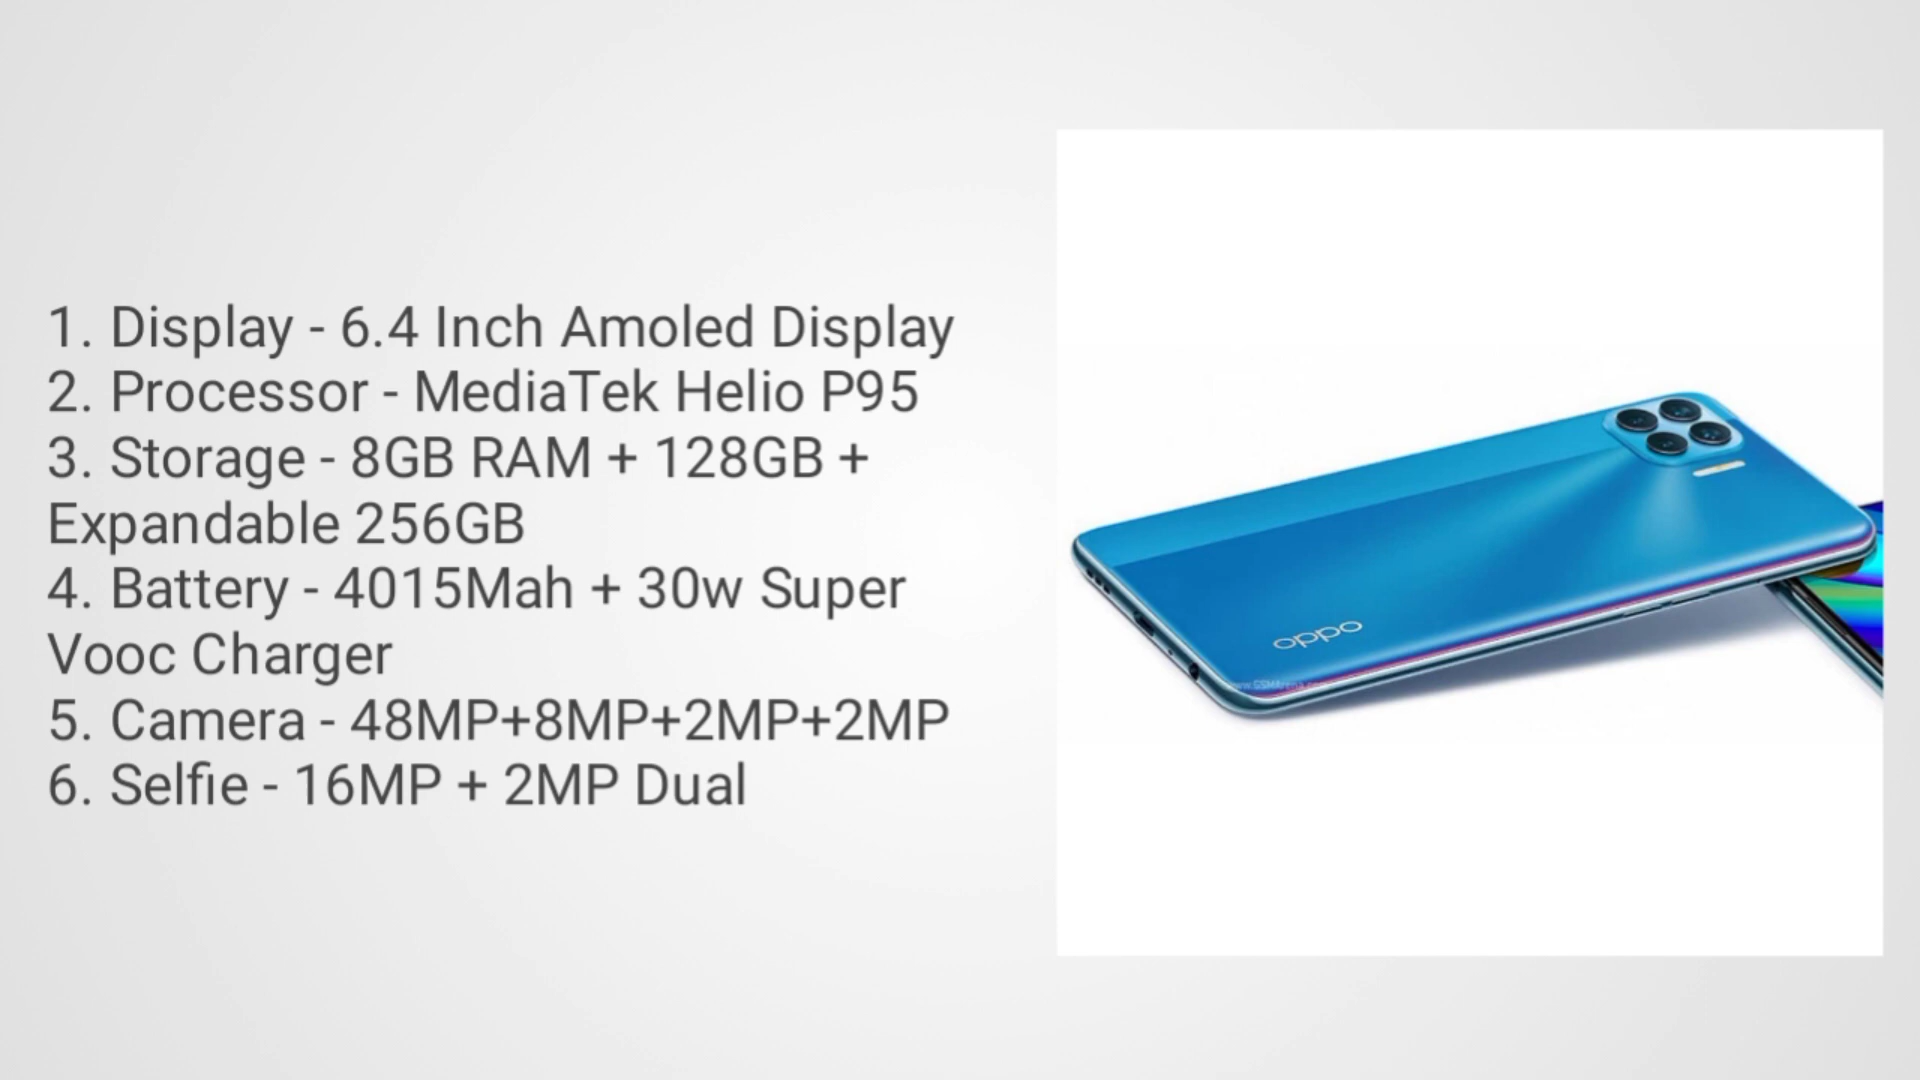 1. Display - 6.4 Inch Amoled Display
2. Processor - MediaTek Helio P95
3. Storage - 8GB RAM + 128GB +
Expandable 256GB
4. Battery - 4015Mah + 30w Super
Vooc Charger
5. Camera - 48MP+8MP+2MP+2MP
6. Selfie - 16MP + 2MP Dual
oppo